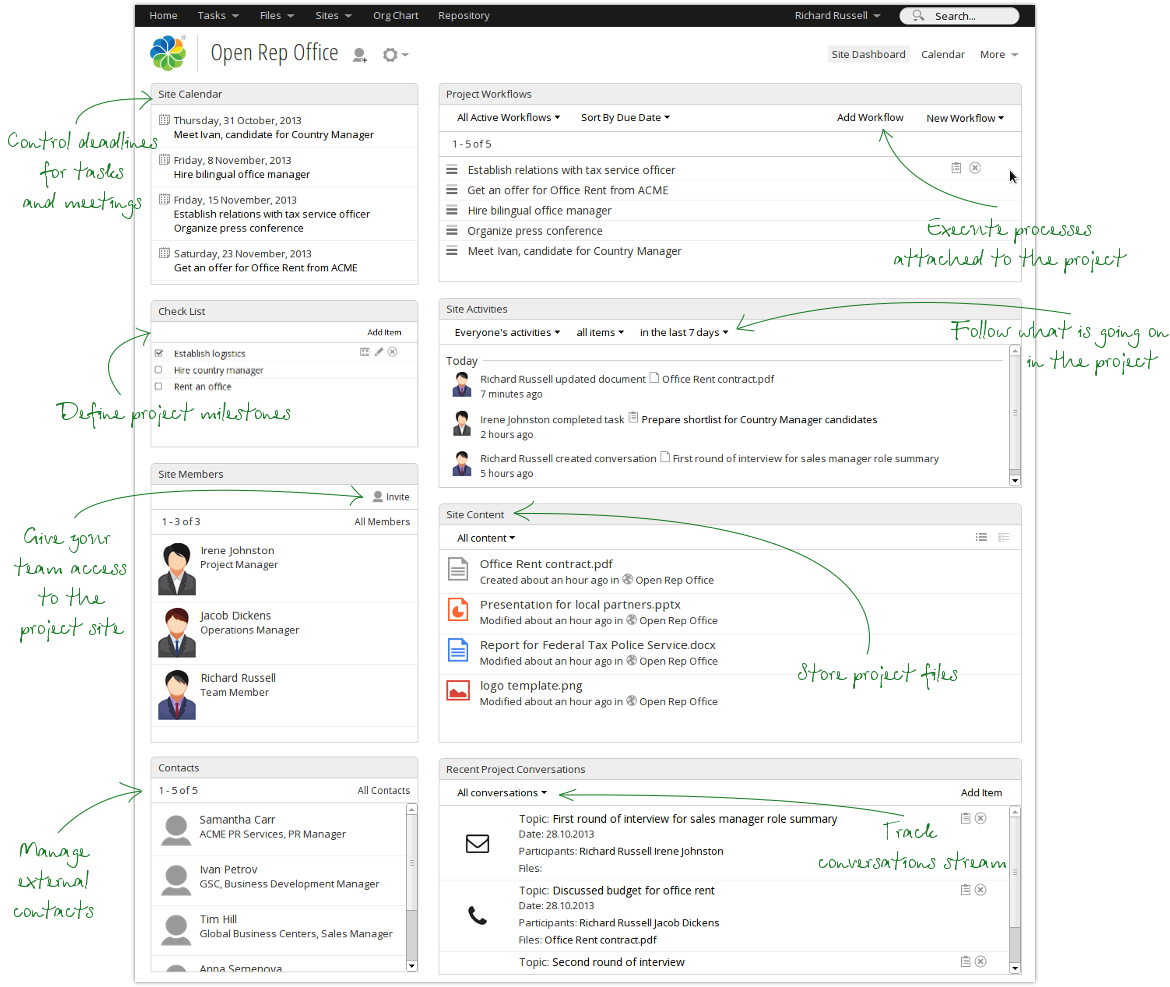 Home Tasks Files Sites Org Chart Repository Richard Russell Search...
Open Rep Office Site Dashboard Calendar More
Site Calendar
Thursday, 31 October, 2013
Meet Ivan, candidate for Country Manager
Friday, 8 November, 2013
Hire bilingual office manager
Friday, 15 November, 2013
Establish relations with tax service officer
Organize press conference
Saturday, 23 November, 2013
Get an offer for Office Rent from ACME
Control deadlines
for tasks
and meetings
Project Workflows
All Active Workflows Sort By Due Date Add Workflow New Workflow
1 - 5 of 5
Establish relations with tax service officer
Get an offer for Office Rent from ACME
Hire bilingual office manager
Organize press conference
Meet Ivan, candidate for Country Manager
Execute processes
attached to the project
Check List
Add Item
Establish logistics
Hire country manager
Rent an office
Define project milestones
Site Activities
Everyone's activities all items in the last 7 days
Today
Richard Russell updated document Office Rent contract.pdf
7 minutes ago
Irene Johnston completed task Prepare shortlist for Country Manager candidates
2 hours ago
Richard Russell created conversation First round of interview for sales manager role summary
5 hours ago
Follow what is going on
in the project
Site Members
Invite
1 - 3 of 3 All Members
Irene Johnston
Project Manager
Jacob Dickens
Operations Manager
Richard Russell
Team Member
Give your
team access
to the
project site
Site Content
All content
Office Rent contract.pdf
Created about an hour ago in Open Rep Office
Presentation for local partners.pptx
Modified about an hour ago in Open Rep Office
Report for Federal Tax Police Service.docx
Modified about an hour ago in Open Rep Office
logo template.png
Modified about an hour ago in Open Rep Office
Store project files
Contacts
1 - 5 of 5 All Contacts
Samantha Carr
ACME PR Services, PR Manager
Ivan Petrov
GSC, Business Development Manager
Tim Hill
Global Business Centers, Sales Manager
Anna Semenova
Manage
external
contacts
Recent Project Conversations
All conversations Add Item
Topic: First round of interview for sales manager role summary
Date: 28.10.2013
Participants: Richard Russell Irene Johnston
Files:
Topic: Discussed budget for office rent
Date: 28.10.2013
Participants: Richard Russell Jacob Dickens
Files: Office Rent contract.pdf
Topic: Second round of interview
Track
conversations stream